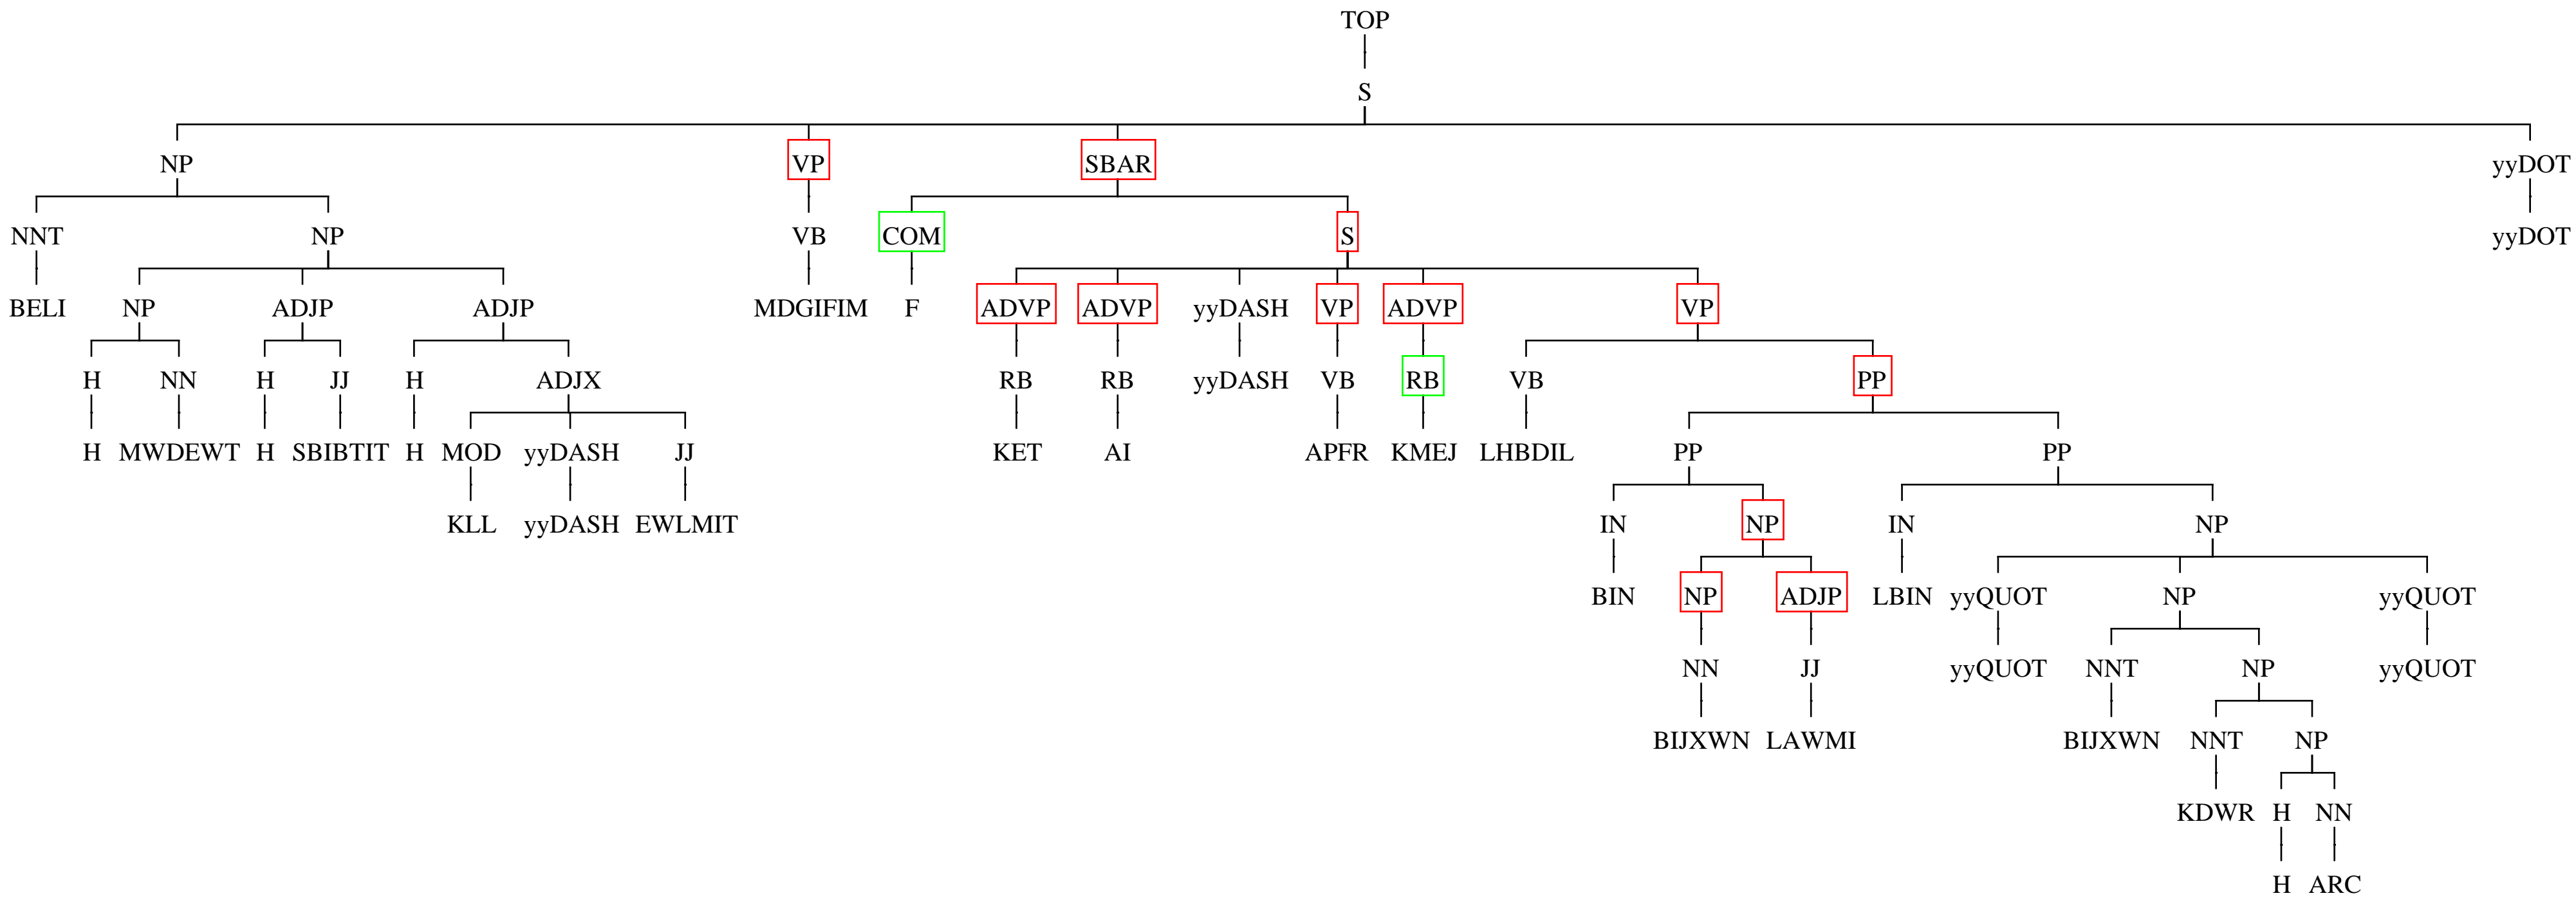 TOP
S
NP VP SBAR yyDOT
NNT NP VB COM S yyDOT
BELI NP ADJP ADJP MDGIFIM F ADVP ADVP yyDASH VP ADVP VP
H NN H JJ H ADJX RB RB yyDASH VB RB VB PP
H MWDEWT H SBIBTIT H MOD yyDASH JJ KET AI APFR KMEJ LHBDIL PP PP
KLL yyDASH EWLMIT IN NP IN NP
BIN NP ADJP LBIN yyQUOT NP yyQUOT
NN JJ yyQUOT NNT NP yyQUOT
BIJXWN LAWMI BIJXWN NNT NP
KDWR H NN
H ARC